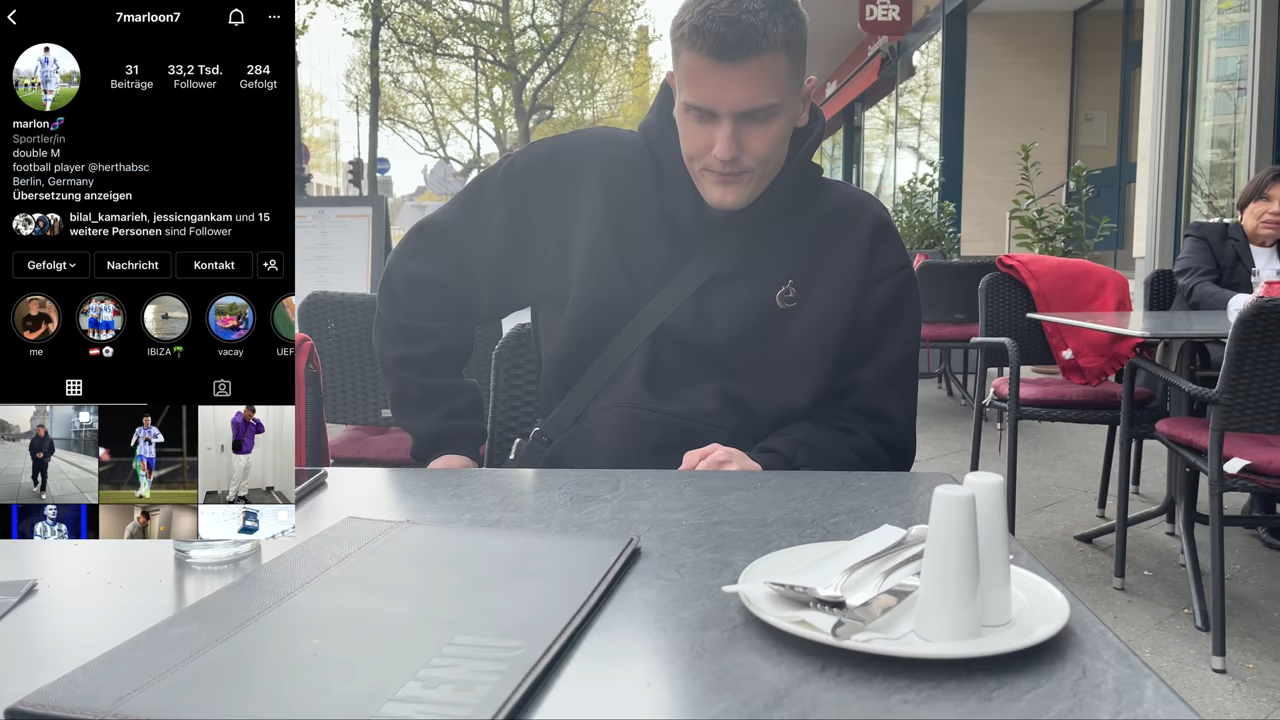 7marloon7
31
33,2 Tsd.
284
Beiträge
Follower
Gefolgt
marlon🧬
Sportler/in
double M
football player @herthabsc
Berlin, Germany
Übersetzung anzeigen
bilal_kamarieh, jessicngankam und 15
weitere Personen sind Follower
Gefolgt
Nachricht
Kontakt
me
🇦🇹⚽
IBIZA🌴
vacay
UEF
DER
e
MENU